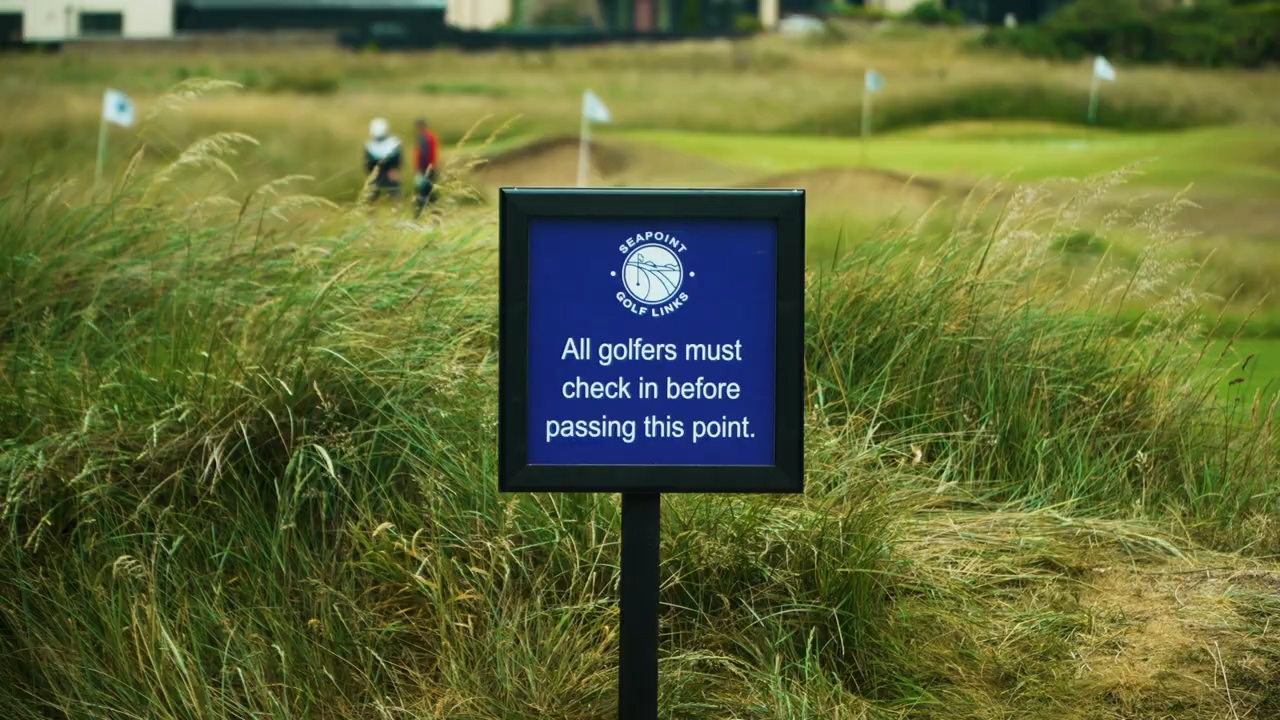 SEAPOINT
GOLF LINKS
All golfers must
check in before
passing this point.